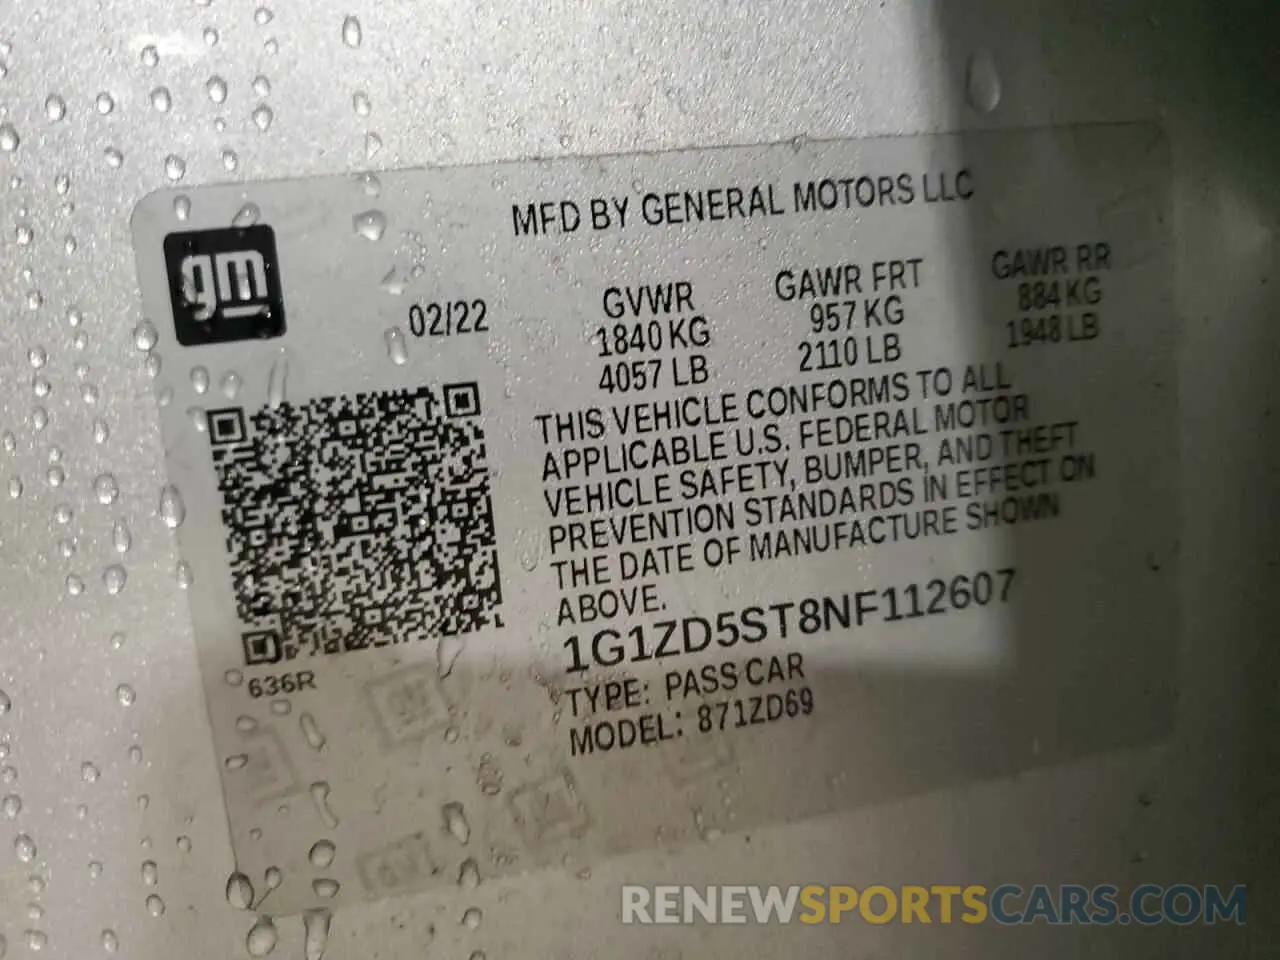 MFD BY GENERAL MOTORS LLC
gm
02/22
GVWR
1840 KG
4057 LB
GAWR FRT
957 KG
2110 LB
GAWR RR
884 KG
1948 LB
THIS VEHICLE CONFORMS TO ALL
APPLICABLE U.S. FEDERAL MOTOR
VEHICLE SAFETY, BUMPER, AND THEFT
PREVENTION STANDARDS IN EFFECT ON
THE DATE OF MANUFACTURE SHOWN
ABOVE.
1G1ZD5ST8NF112607
636R
TYPE: PASS CAR
MODEL: 871ZD69
RENEWSPORTSCARS.COM